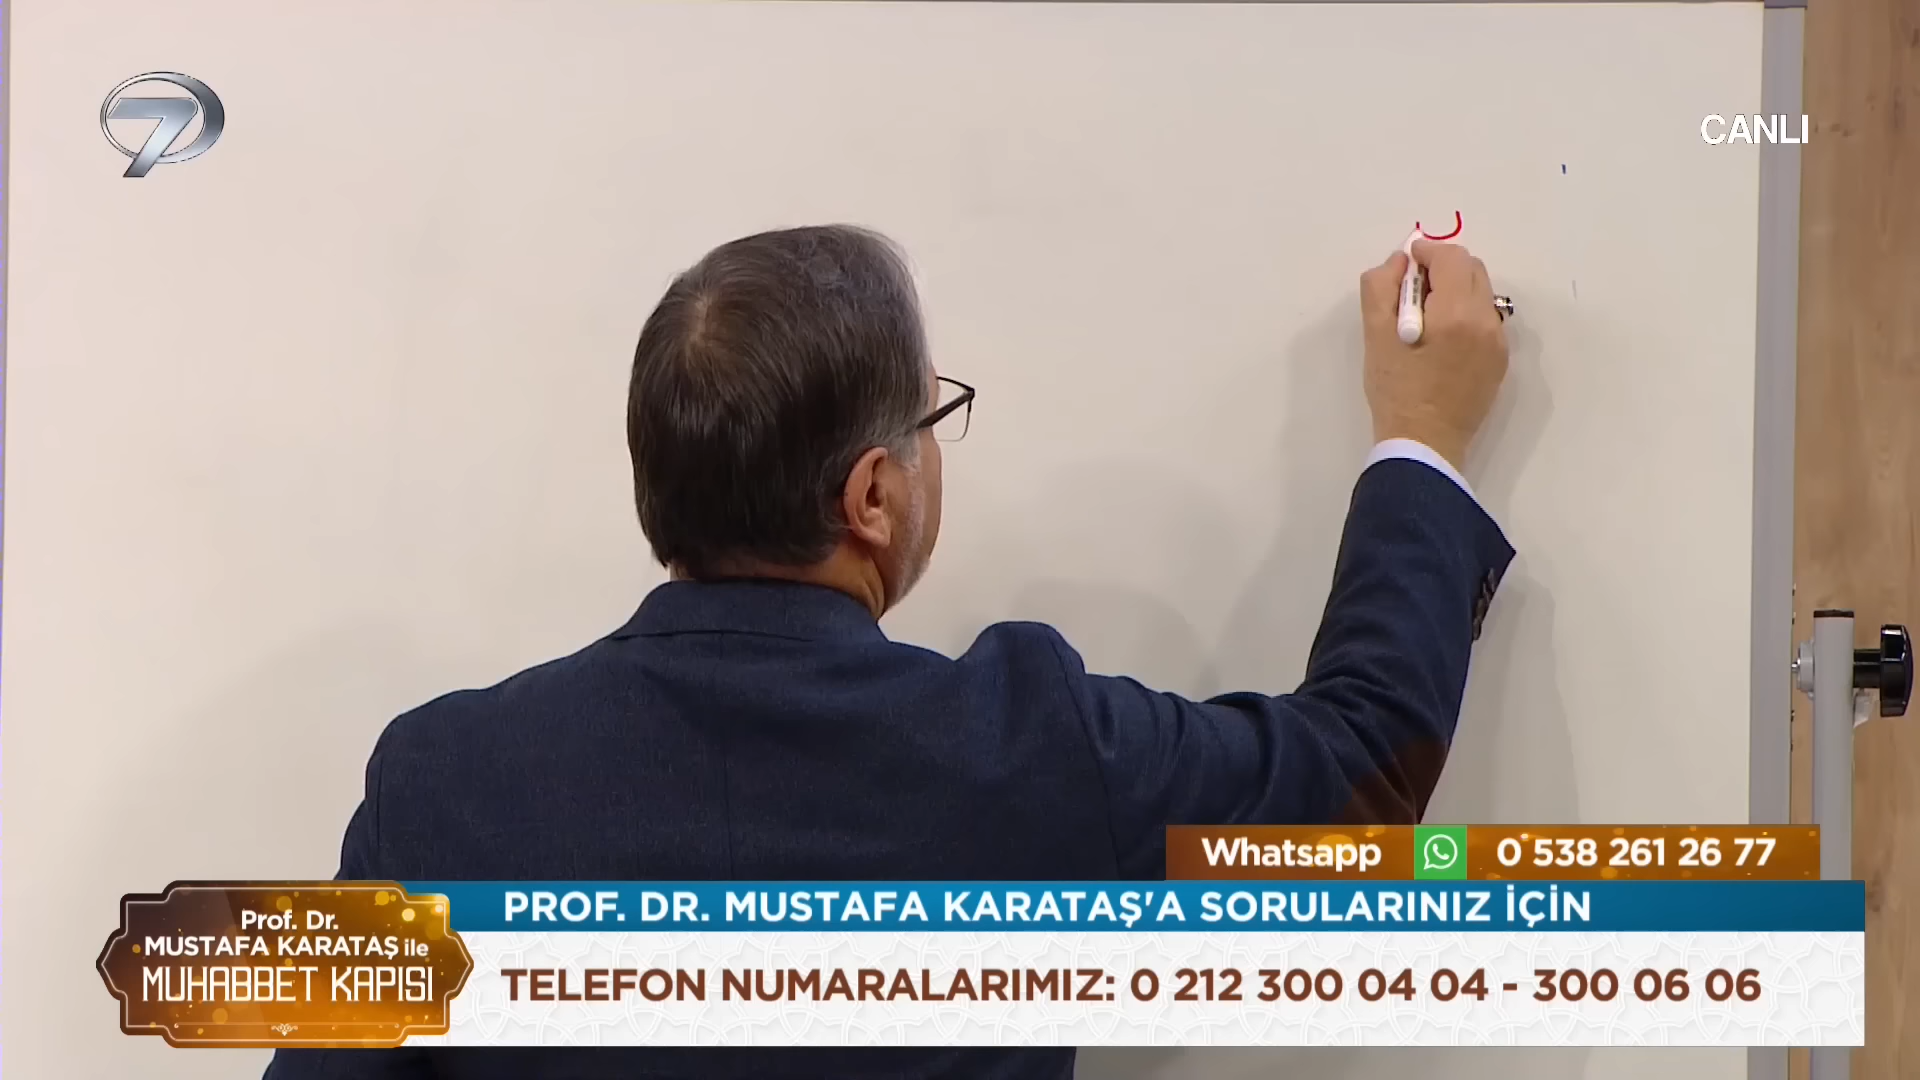 7
CANLI
Whatsapp 0 538 261 26 77
PROF. DR. MUSTAFA KARATAŞ'A SORULARINIZ İÇİN
Prof. Dr.
MUSTAFA KARATAŞ ile
MUHABBET KAPISI
TELEFON NUMARALARIMIZ: 0 212 300 04 04 - 300 06 06